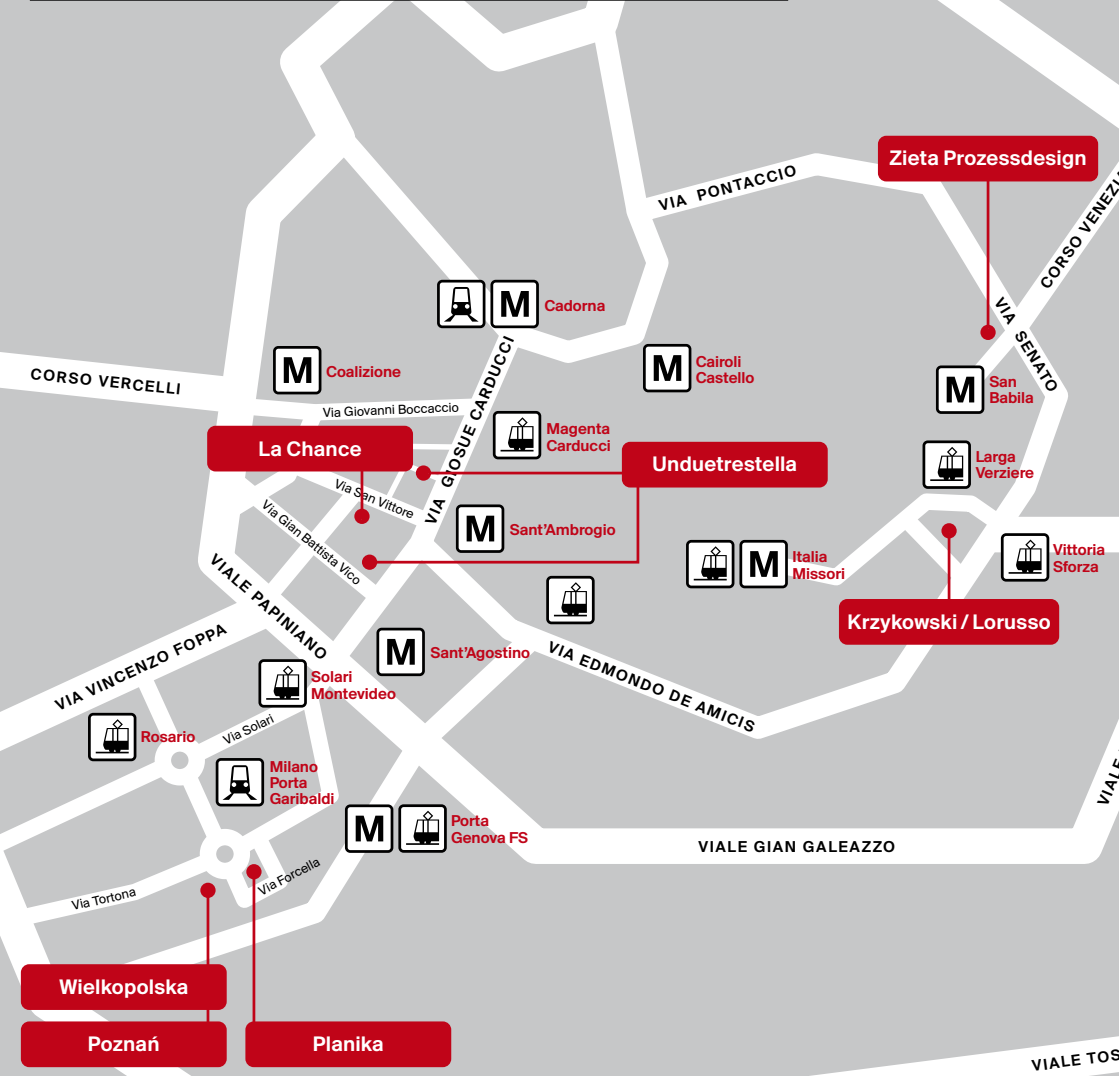 Zieta Prozessdesign
VIA PONTACCIO
CORSO VENEZI
M
Cadorna
VIA SENATO
M
Coalizione
M
Cairoli
Castello
CORSO VERCELLI
M
San
Babila
Via Giovanni Boccaccio
VIA GIOSUE CARDUCCI
Magenta
Carducci
La Chance
Unduetrestella
Larga
Verziere
Via San Vittore
Via Gian Battista Vico
M
Sant'Ambrogio
M
Italia
Missori
Vittoria
Sforza
VIALE PAPINIANO
Krzykowski / Lorusso
VIA VINCENZO FOPPA
M
Sant'Agostino
VIA EDMONDO DE AMICIS
Solari
Montevideo
Rosario
Via Solari
Milano
Porta
Garibaldi
VIALE
M
Porta
Genova FS
VIALE GIAN GALEAZZO
Via Forcella
Via Tortona
Wielkopolska
Poznań
Planika
VIALE TOS